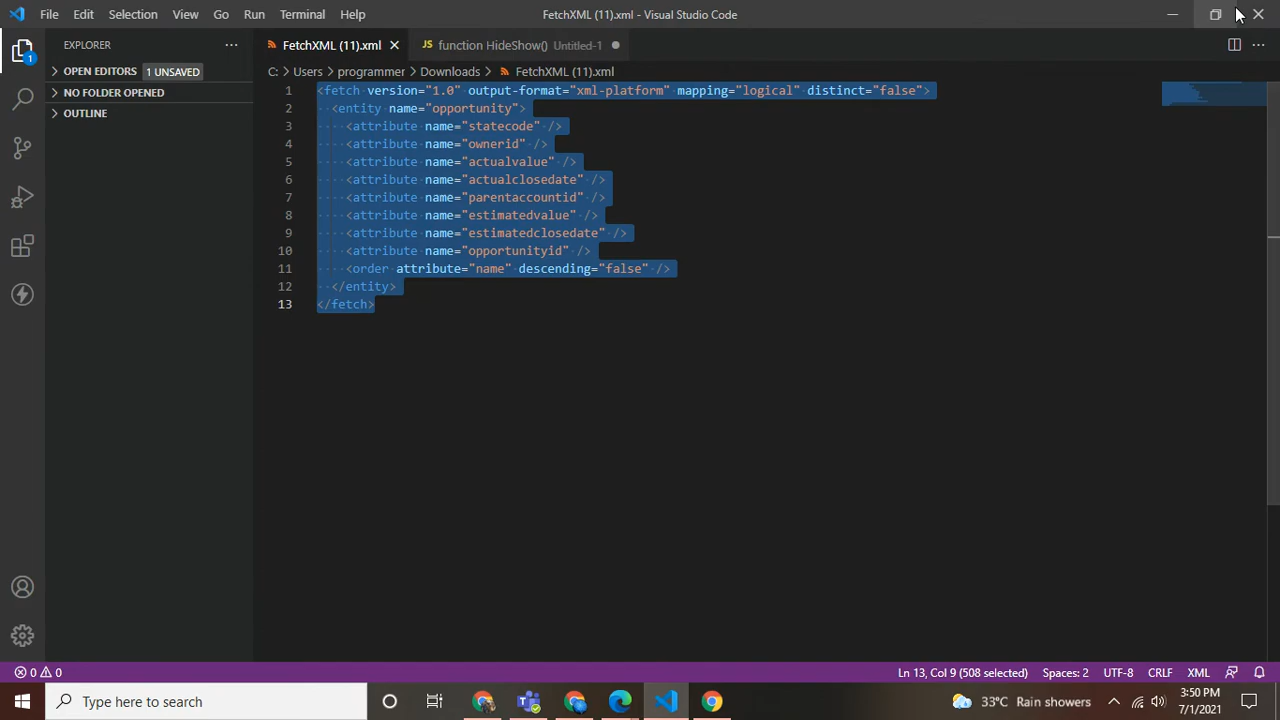 File Edit Selection View Go Run Terminal Help FetchXML (11).xml - Visual Studio Code
EXPLORER ··· FetchXML (11).xml function HideShow() Untitled-1 ···
OPEN EDITORS 1 UNSAVED
NO FOLDER OPENED
OUTLINE
1
C: > Users > programmer > Downloads > FetchXML (11).xml
1 <fetch version="1.0" output-format="xml-platform" mapping="logical" distinct="false">
2 <entity name="opportunity">
3 <attribute name="statecode" />
4 <attribute name="ownerid" />
5 <attribute name="actualvalue" />
6 <attribute name="actualclosedate" />
7 <attribute name="parentaccountid" />
8 <attribute name="estimatedvalue" />
9 <attribute name="estimatedclosedate" />
10 <attribute name="opportunityid" />
11 <order attribute="name" descending="false" />
12 </entity>
13 </fetch>
0 0 Ln 13, Col 9 (508 selected) Spaces: 2 UTF-8 CRLF XML
Type here to search 33°C Rain showers 3:50 PM
7/1/2021